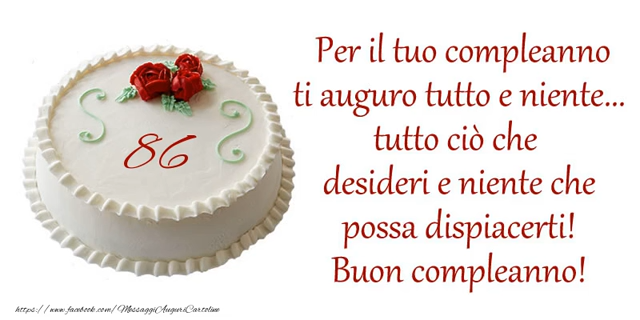 Per il tuo compleanno
ti auguro tutto e niente...
tutto ciò che
desideri e niente che
possa dispiacerti!
Buon compleanno!
86
https://www.facebook.com/MessaggiAuguriCartoline